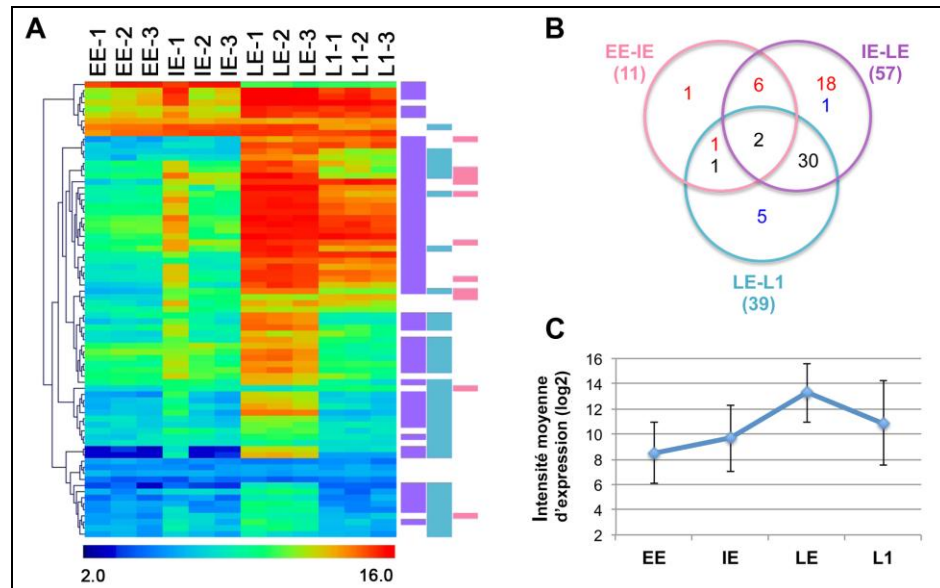 A
EE-1 EE-2 EE-3 IE-1 IE-2 IE-3 LE-1 LE-2 LE-3 L1-1 L1-2 L1-3
2.0 16.0
B
EE-IE
(11)
IE-LE
(57)
1 6 18
1
1 2
1 30
5
LE-L1
(39)
C
Intensité moyenne
d'expression (log2)
16
14
12
10
8
6
4
2
EE IE LE L1